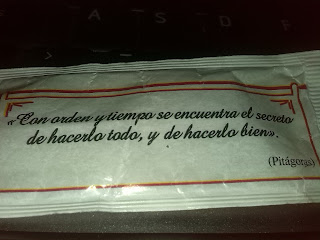 A S D F
«Con orden y tiempo se encuentra el secreto
de hacerlo todo, y de hacerlo bien».
(Pitágoras)